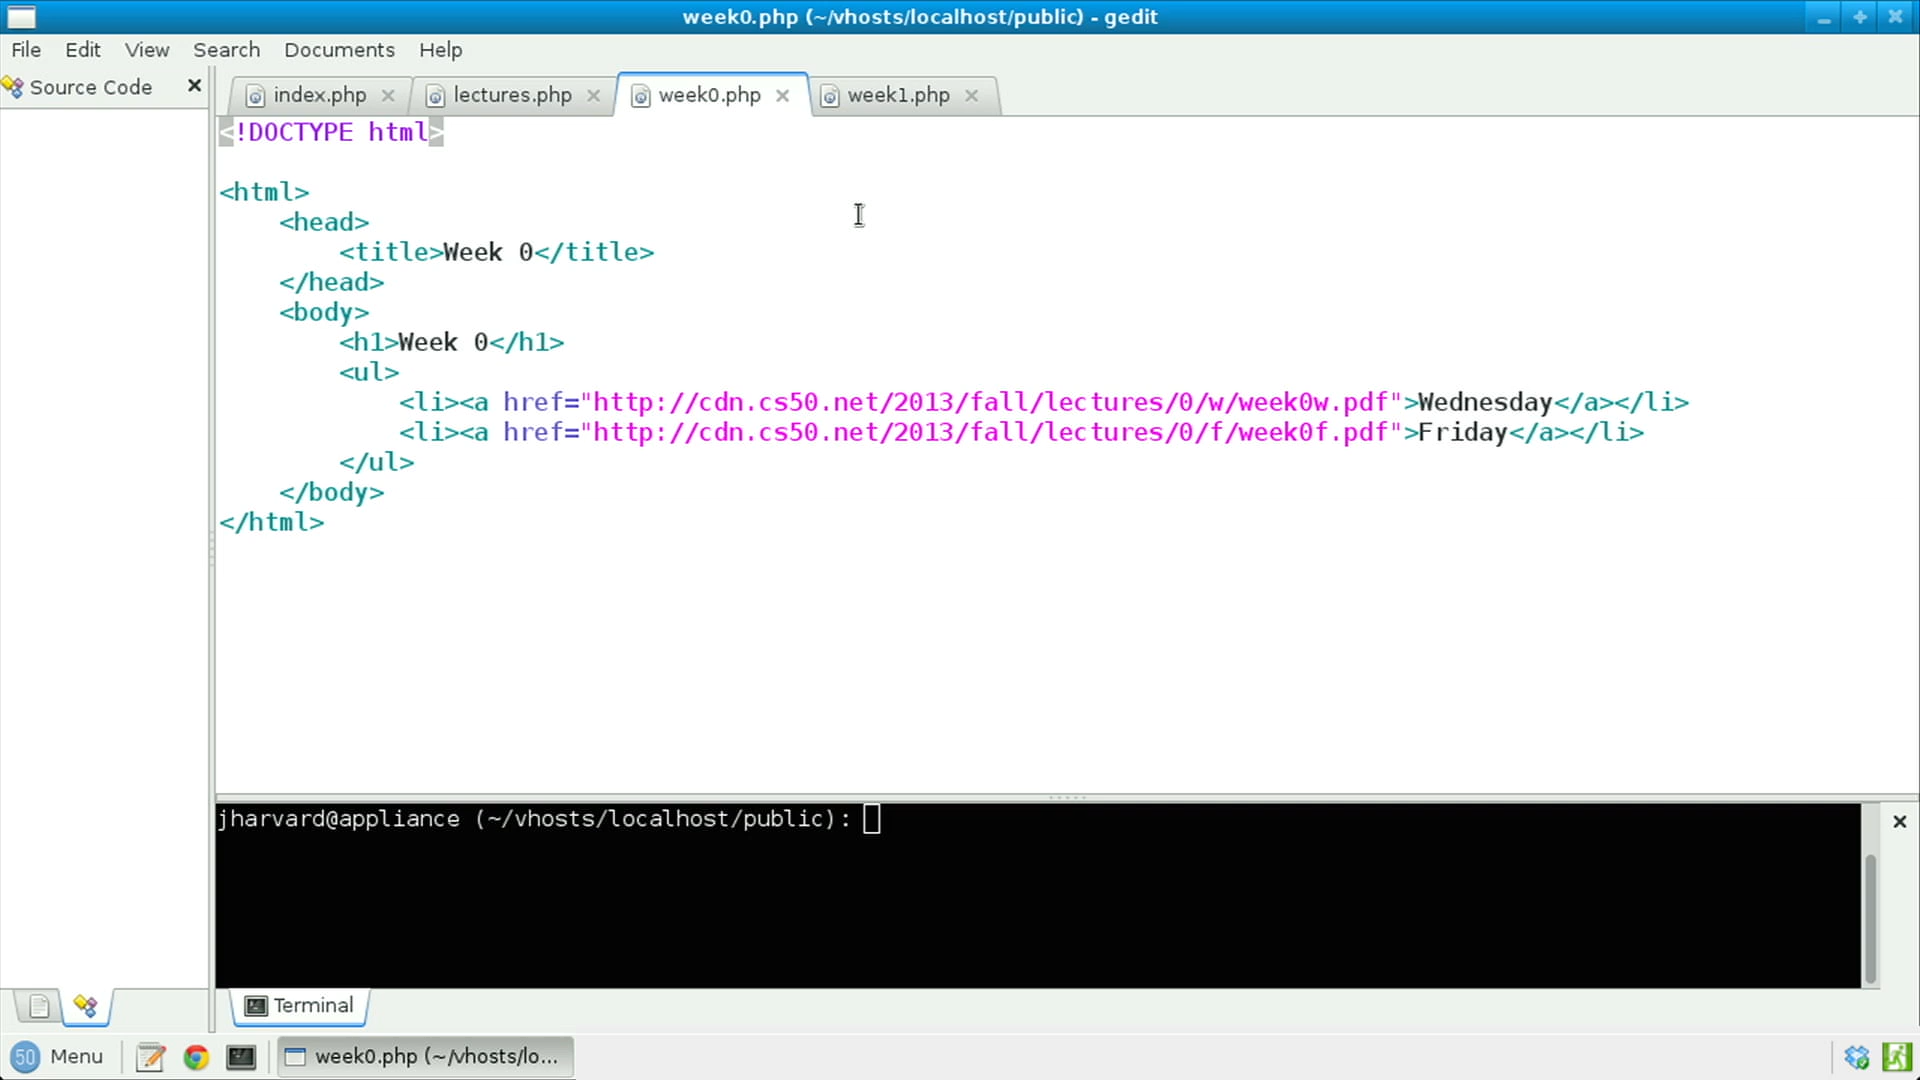 week0.php (~/vhosts/localhost/public) - gedit
File Edit View Search Documents Help
Source Code
index.php lectures.php week0.php week1.php
<!DOCTYPE html>
<html>
<head>
<title>Week 0</title>
</head>
<body>
<h1>Week 0</h1>
<ul>
<li><a href="http://cdn.cs50.net/2013/fall/lectures/0/w/week0w.pdf">Wednesday</a></li>
<li><a href="http://cdn.cs50.net/2013/fall/lectures/0/f/week0f.pdf">Friday</a></li>
</ul>
</body>
</html>
jharvard@appliance (~/vhosts/localhost/public):
Terminal
50 Menu week0.php (~/vhosts/lo...